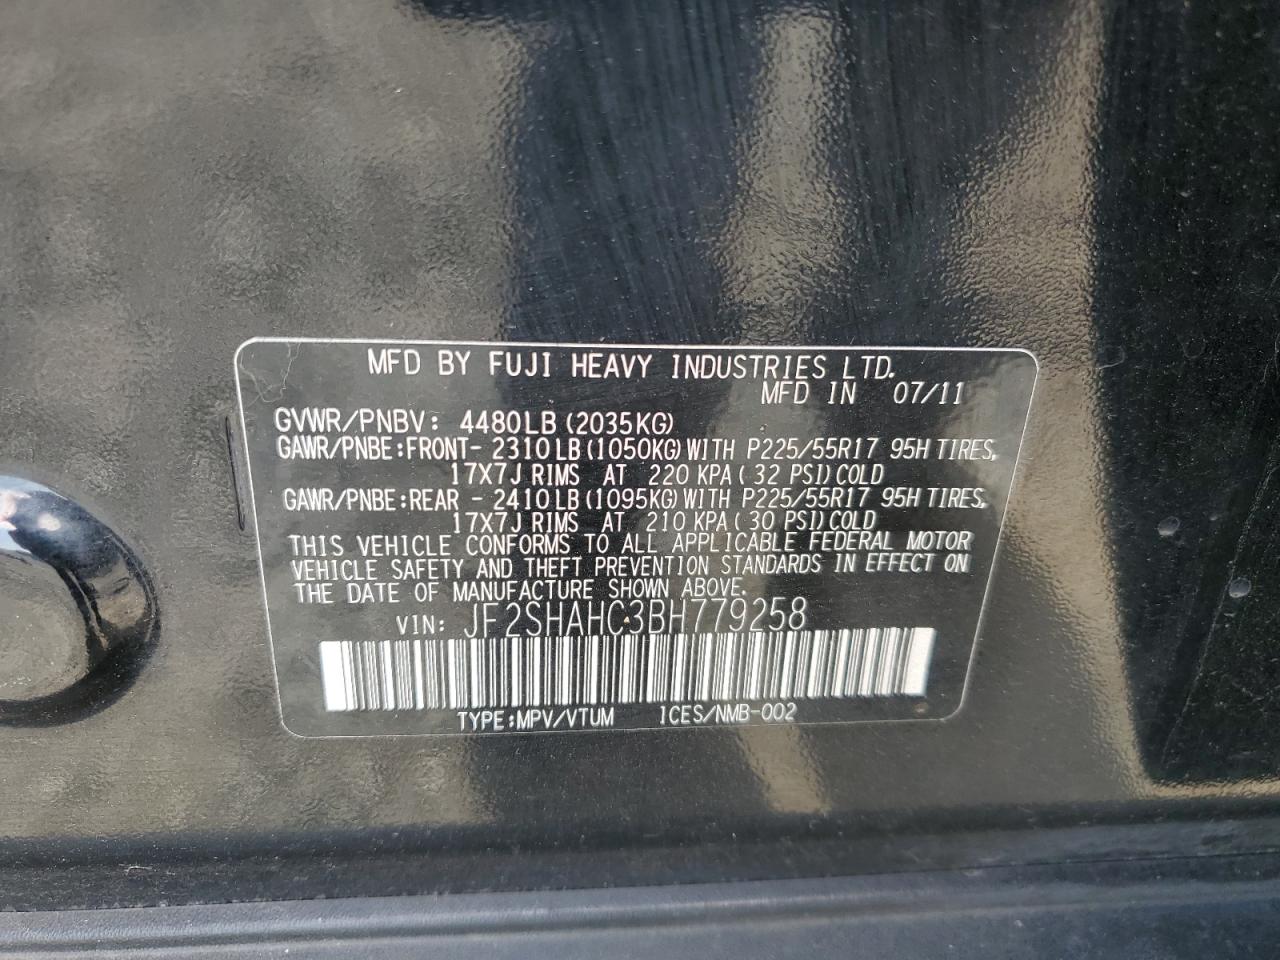 MFD BY FUJI HEAVY INDUSTRIES LTD.
MFD IN 07/11
GVWR/PNBV: 4480LB (2035KG)
GAWR/PNBE:FRONT- 2310LB (1050KG) WITH P225/55R17 95H TIRES,
17X7J RIMS AT 220 KPA ( 32 PSI) COLD
GAWR/PNBE:REAR - 2410LB (1095KG) WITH P225/55R17 95H TIRES,
17X7J RIMS AT 210 KPA ( 30 PSI) COLD
THIS VEHICLE CONFORMS TO ALL APPLICABLE FEDERAL MOTOR
VEHICLE SAFETY AND THEFT PREVENTION STANDARDS IN EFFECT ON
THE DATE OF MANUFACTURE SHOWN ABOVE.
VIN: JF2SHAHC3BH779258
TYPE:MPV/VTUM ICES/NMB-002